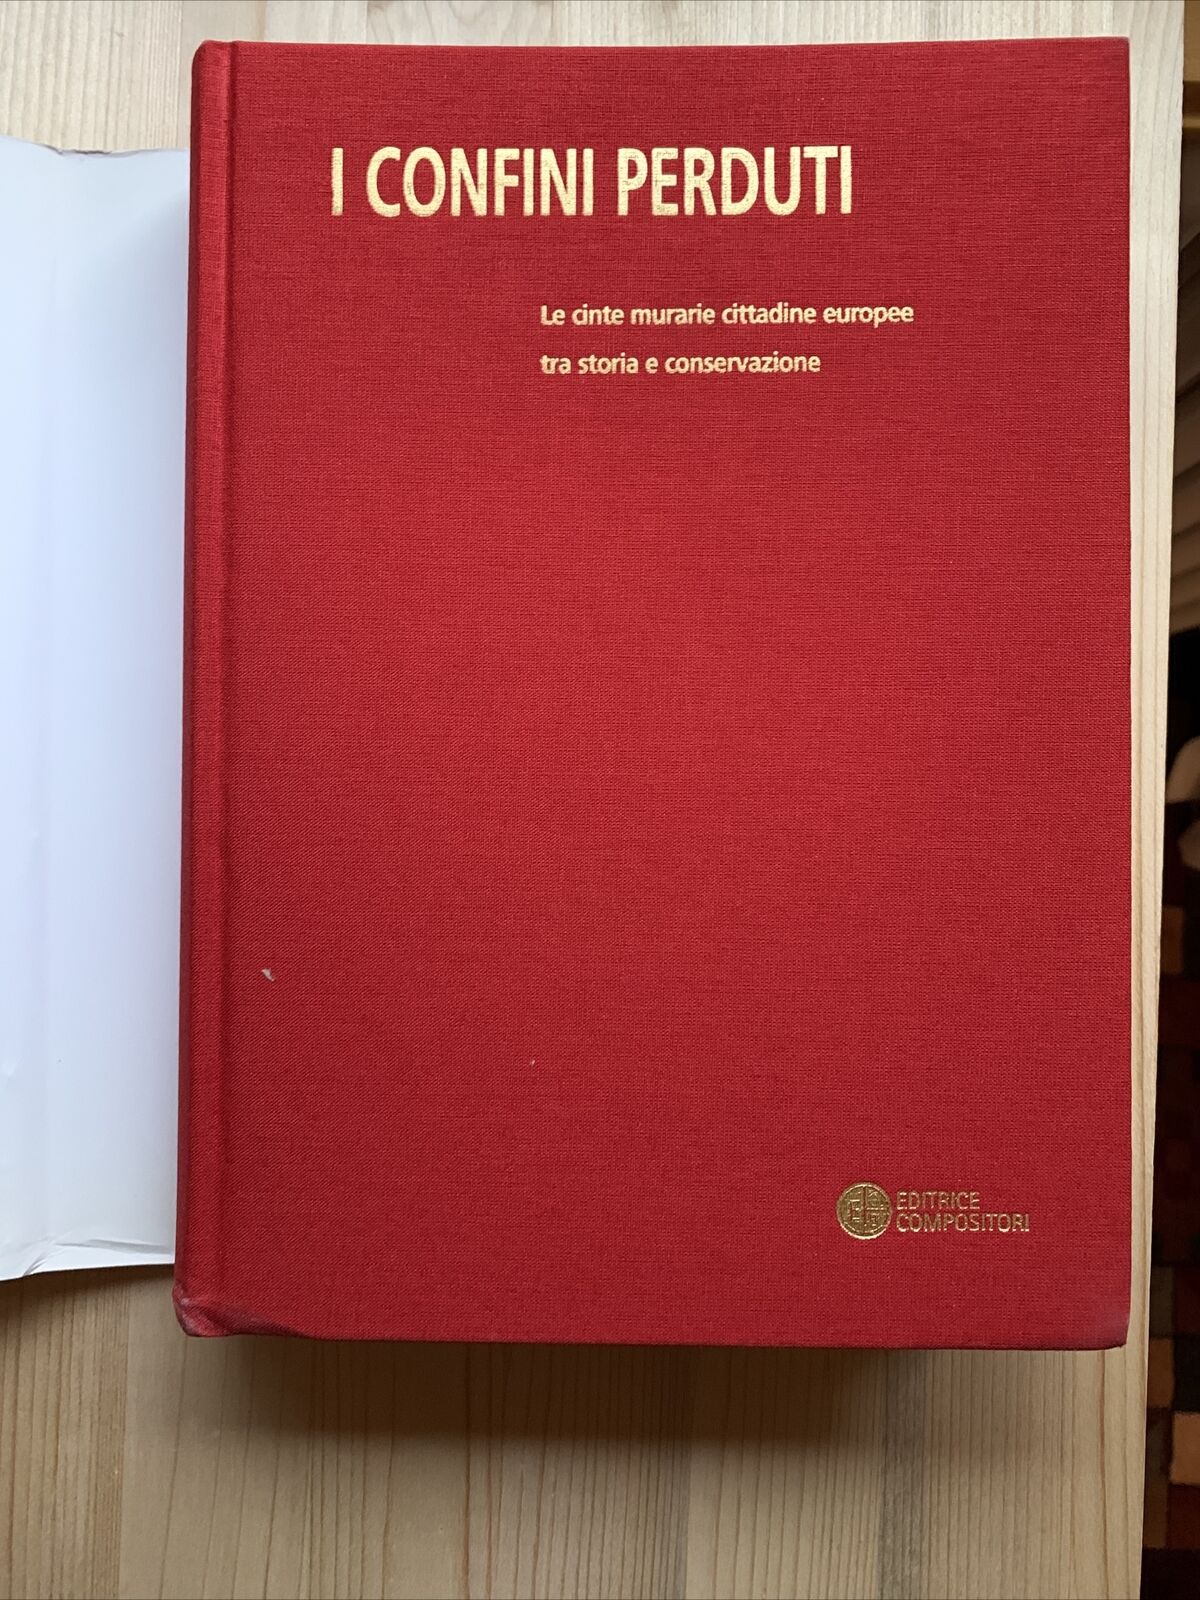 I CONFINI PERDUTI
Le cinte murarie cittadine europee
tra storia e conservazione
EDITRICE
COMPOSITORI